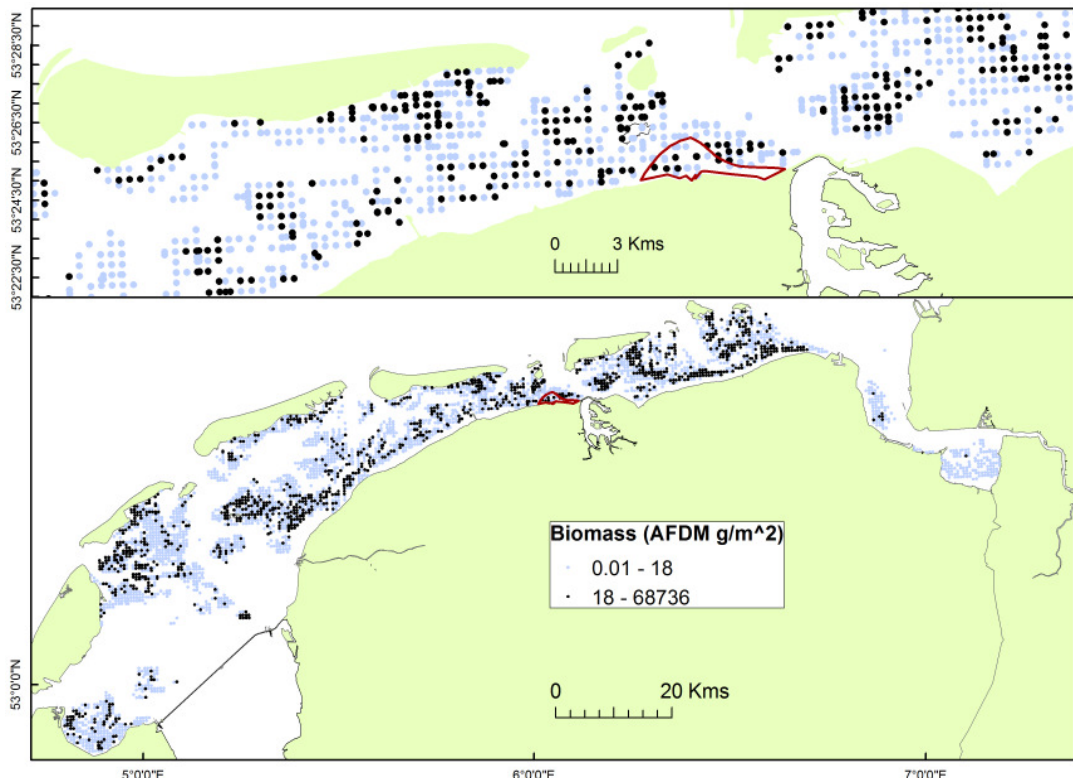 53°28'30"N
53°26'30"N
53°24'30"N
53°22'30"N
0 3 Kms
Biomass (AFDM g/m^2)
0.01 - 18
18 - 68736
53°0'0"N
0 20 Kms
5°0'0"E 6°0'0"E 7°0'0"E